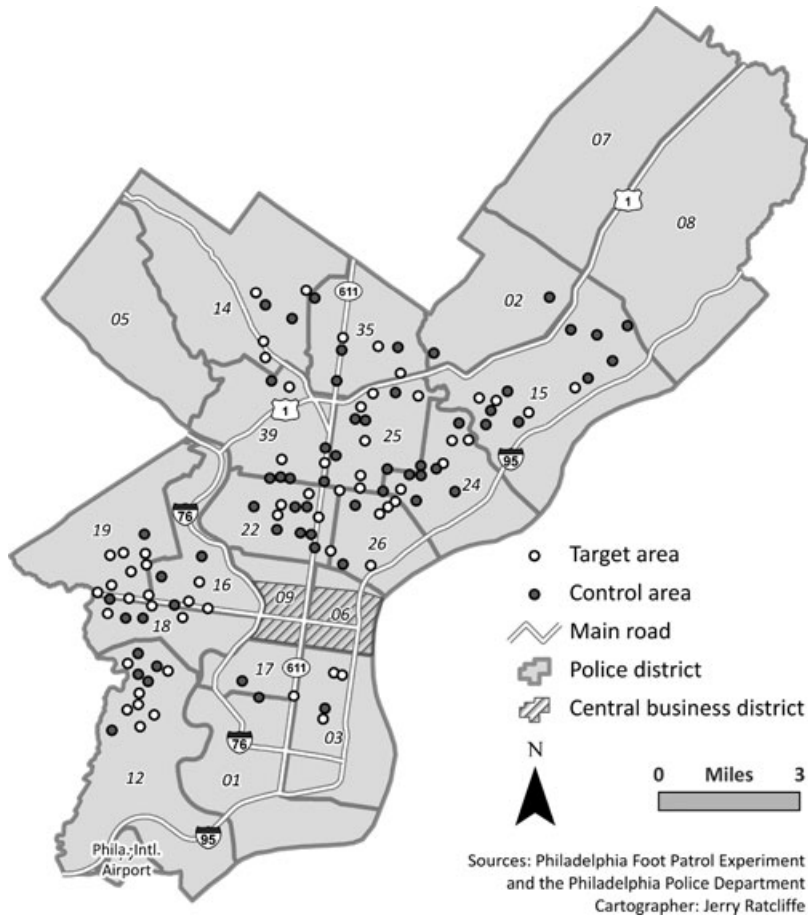 07
1
08
02
14
611
05
35
15
1
25
39
95
24
76
19
22
26
16
09
06
18
17
611
03
76
12
01
95
Phila. Intl.
Airport
Target area
Control area
Main road
Police district
Central business district
N
0 Miles 3
Sources: Philadelphia Foot Patrol Experiment
and the Philadelphia Police Department
Cartographer: Jerry Ratcliffe